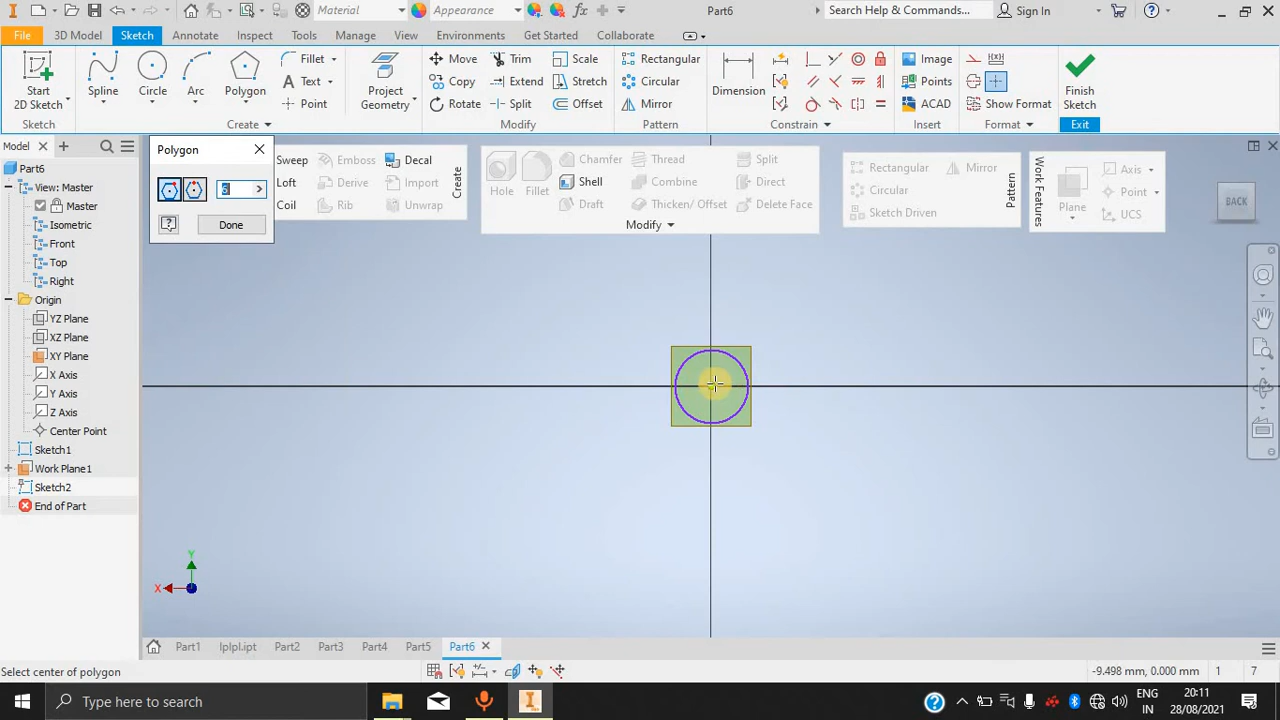 Material
Appearance
Part6
Search Help & Commands...
Sign In
File
3D Model
Sketch
Annotate
Inspect
Tools
Manage
View
Environments
Get Started
Collaborate
Start
2D Sketch
Spline
Circle
Arc
Polygon
Fillet
Text
Point
Project
Geometry
Move
Copy
Rotate
Trim
Extend
Split
Scale
Stretch
Offset
Rectangular
Circular
Mirror
Dimension
Image
Points
ACAD
Show Format
Finish
Sketch
Sketch
Create
Modify
Pattern
Constrain
Insert
Format
Exit
Model
Part6
View: Master
Master
Isometric
Front
Top
Right
Origin
YZ Plane
XZ Plane
XY Plane
X Axis
Y Axis
Z Axis
Center Point
Sketch1
Work Plane1
Sketch2
End of Part
Polygon
Done
Sweep
Loft
Coil
Emboss
Derive
Rib
Decal
Import
Unwrap
Create
Hole
Fillet
Chamfer
Shell
Draft
Thread
Combine
Thicken/ Offset
Split
Direct
Delete Face
Modify
Rectangular
Circular
Sketch Driven
Mirror
Pattern
Work Features
Plane
Axis
Point
UCS
BACK
Y
X
Part1
lplpl.ipt
Part2
Part3
Part4
Part5
Part6
Select center of polygon
-9.498 mm, 0.000 mm
1
7
Type here to search
ENG
IN
20:11
28/08/2021